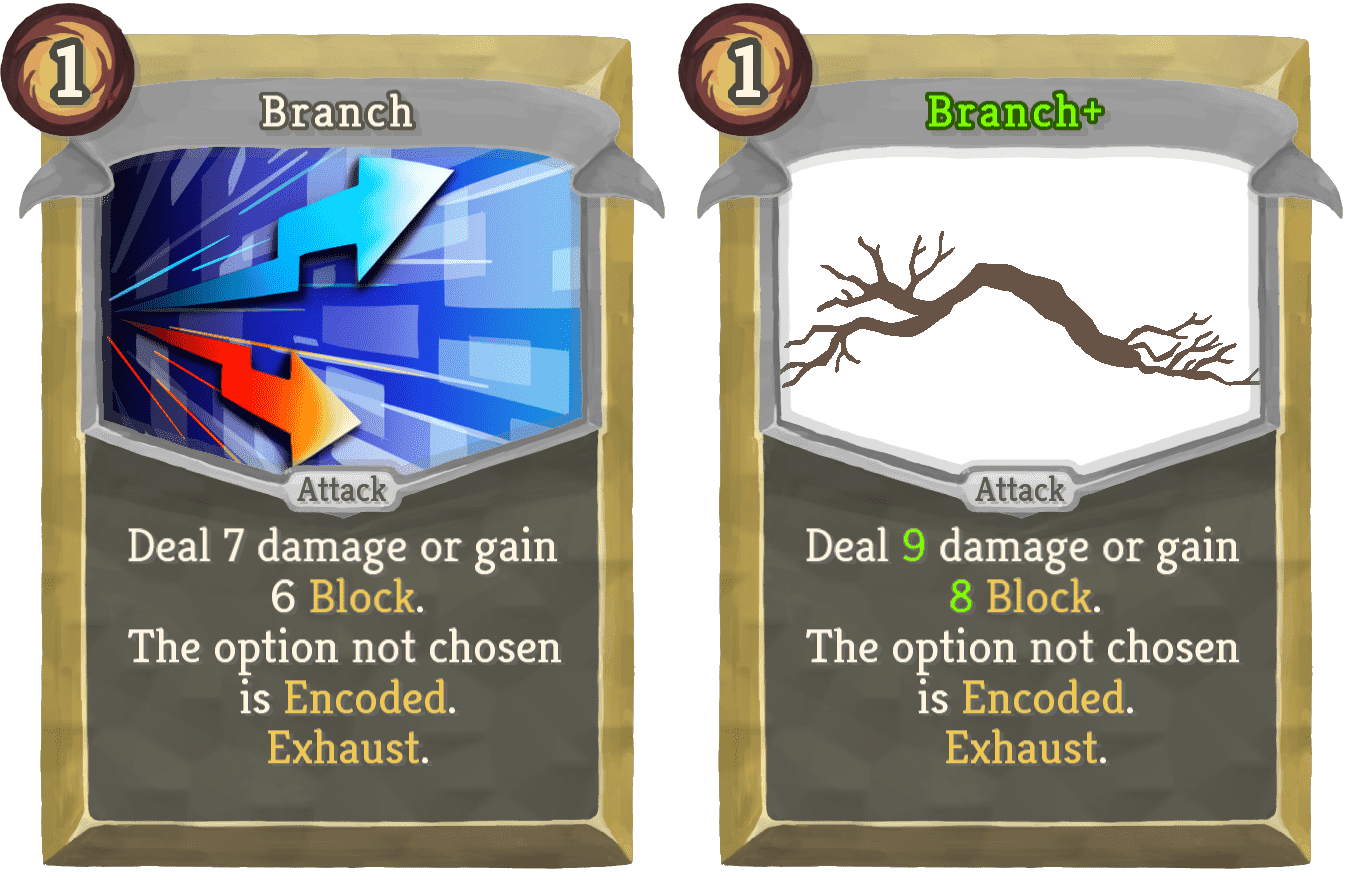 1
Branch
Attack
Deal 7 damage or gain
6 Block.
The option not chosen
is Encoded.
Exhaust.
1
Branch+
Attack
Deal 9 damage or gain
8 Block.
The option not chosen
is Encoded.
Exhaust.